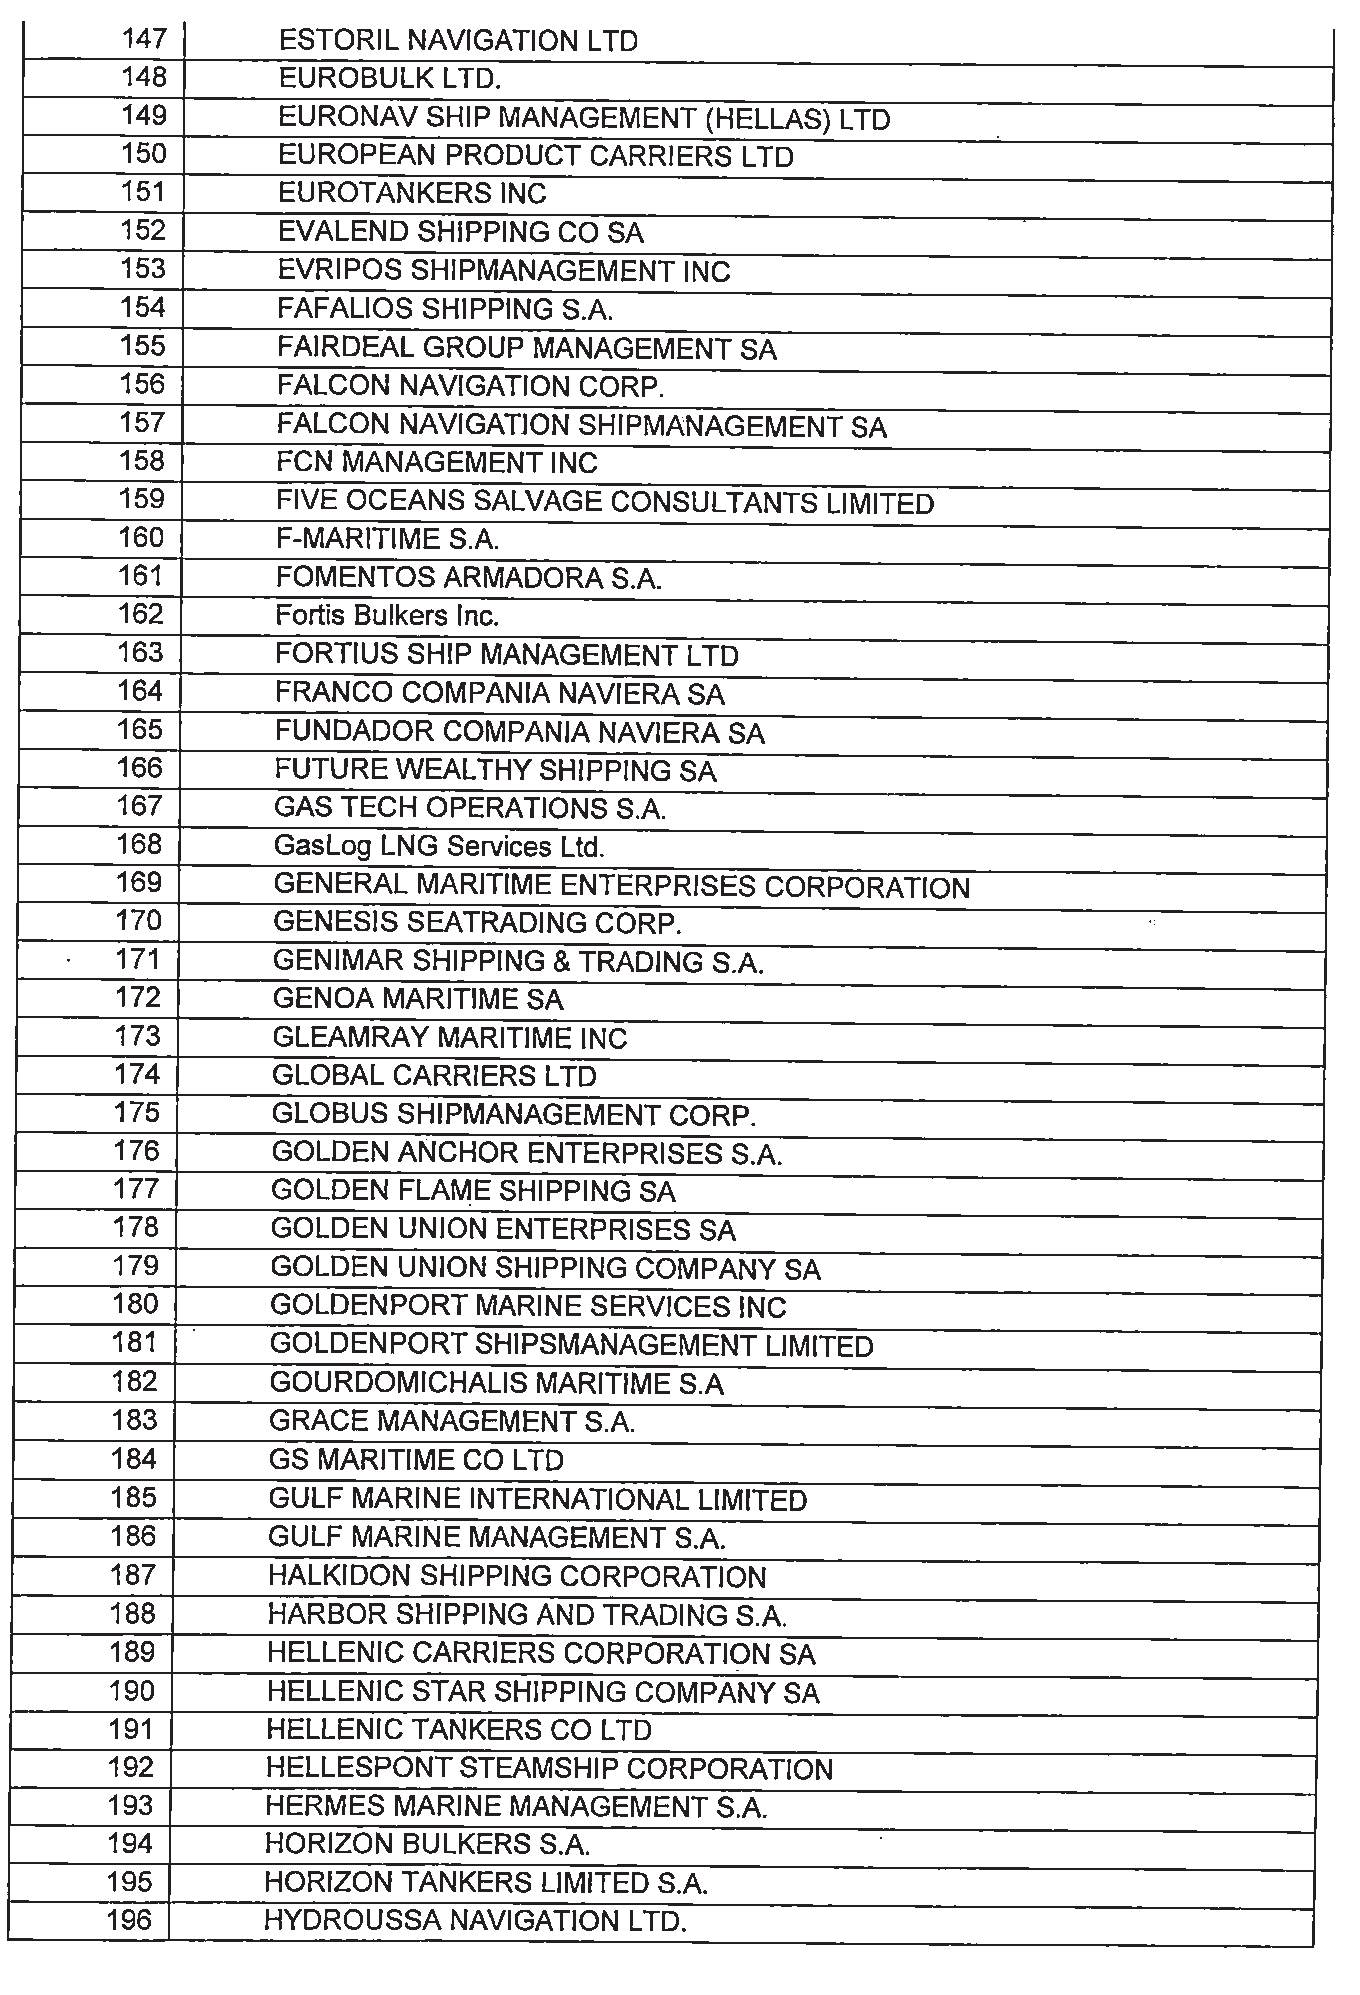 147 ESTORIL NAVIGATION LTD
148 EUROBULK LTD.
149 EURONAV SHIP MANAGEMENT (HELLAS) LTD
150 EUROPEAN PRODUCT CARRIERS LTD
151 EUROTANKERS INC
152 EVALEND SHIPPING CO SA
153 EVRIPOS SHIPMANAGEMENT INC
154 FAFALIOS SHIPPING S.A.
155 FAIRDEAL GROUP MANAGEMENT SA
156 FALCON NAVIGATION CORP.
157 FALCON NAVIGATION SHIPMANAGEMENT SA
158 FCN MANAGEMENT INC
159 FIVE OCEANS SALVAGE CONSULTANTS LIMITED
160 F-MARITIME S.A.
161 FOMENTOS ARMADORA S.A.
162 Fortis Bulkers Inc.
163 FORTIUS SHIP MANAGEMENT LTD
164 FRANCO COMPANIA NAVIERA SA
165 FUNDADOR COMPANIA NAVIERA SA
166 FUTURE WEALTHY SHIPPING SA
167 GAS TECH OPERATIONS S.A.
168 GasLog LNG Services Ltd.
169 GENERAL MARITIME ENTERPRISES CORPORATION
170 GENESIS SEATRADING CORP.
171 GENIMAR SHIPPING & TRADING S.A.
172 GENOA MARITIME SA
173 GLEAMRAY MARITIME INC
174 GLOBAL CARRIERS LTD
175 GLOBUS SHIPMANAGEMENT CORP.
176 GOLDEN ANCHOR ENTERPRISES S.A.
177 GOLDEN FLAME SHIPPING SA
178 GOLDEN UNION ENTERPRISES SA
179 GOLDEN UNION SHIPPING COMPANY SA
180 GOLDENPORT MARINE SERVICES INC
181 GOLDENPORT SHIPSMANAGEMENT LIMITED
182 GOURDOMICHALIS MARITIME S.A
183 GRACE MANAGEMENT S.A.
184 GS MARITIME CO LTD
185 GULF MARINE INTERNATIONAL LIMITED
186 GULF MARINE MANAGEMENT S.A.
187 HALKIDON SHIPPING CORPORATION
188 HARBOR SHIPPING AND TRADING S.A.
189 HELLENIC CARRIERS CORPORATION SA
190 HELLENIC STAR SHIPPING COMPANY SA
191 HELLENIC TANKERS CO LTD
192 HELLESPONT STEAMSHIP CORPORATION
193 HERMES MARINE MANAGEMENT S.A.
194 HORIZON BULKERS S.A.
195 HORIZON TANKERS LIMITED S.A.
196 HYDROUSSA NAVIGATION LTD.